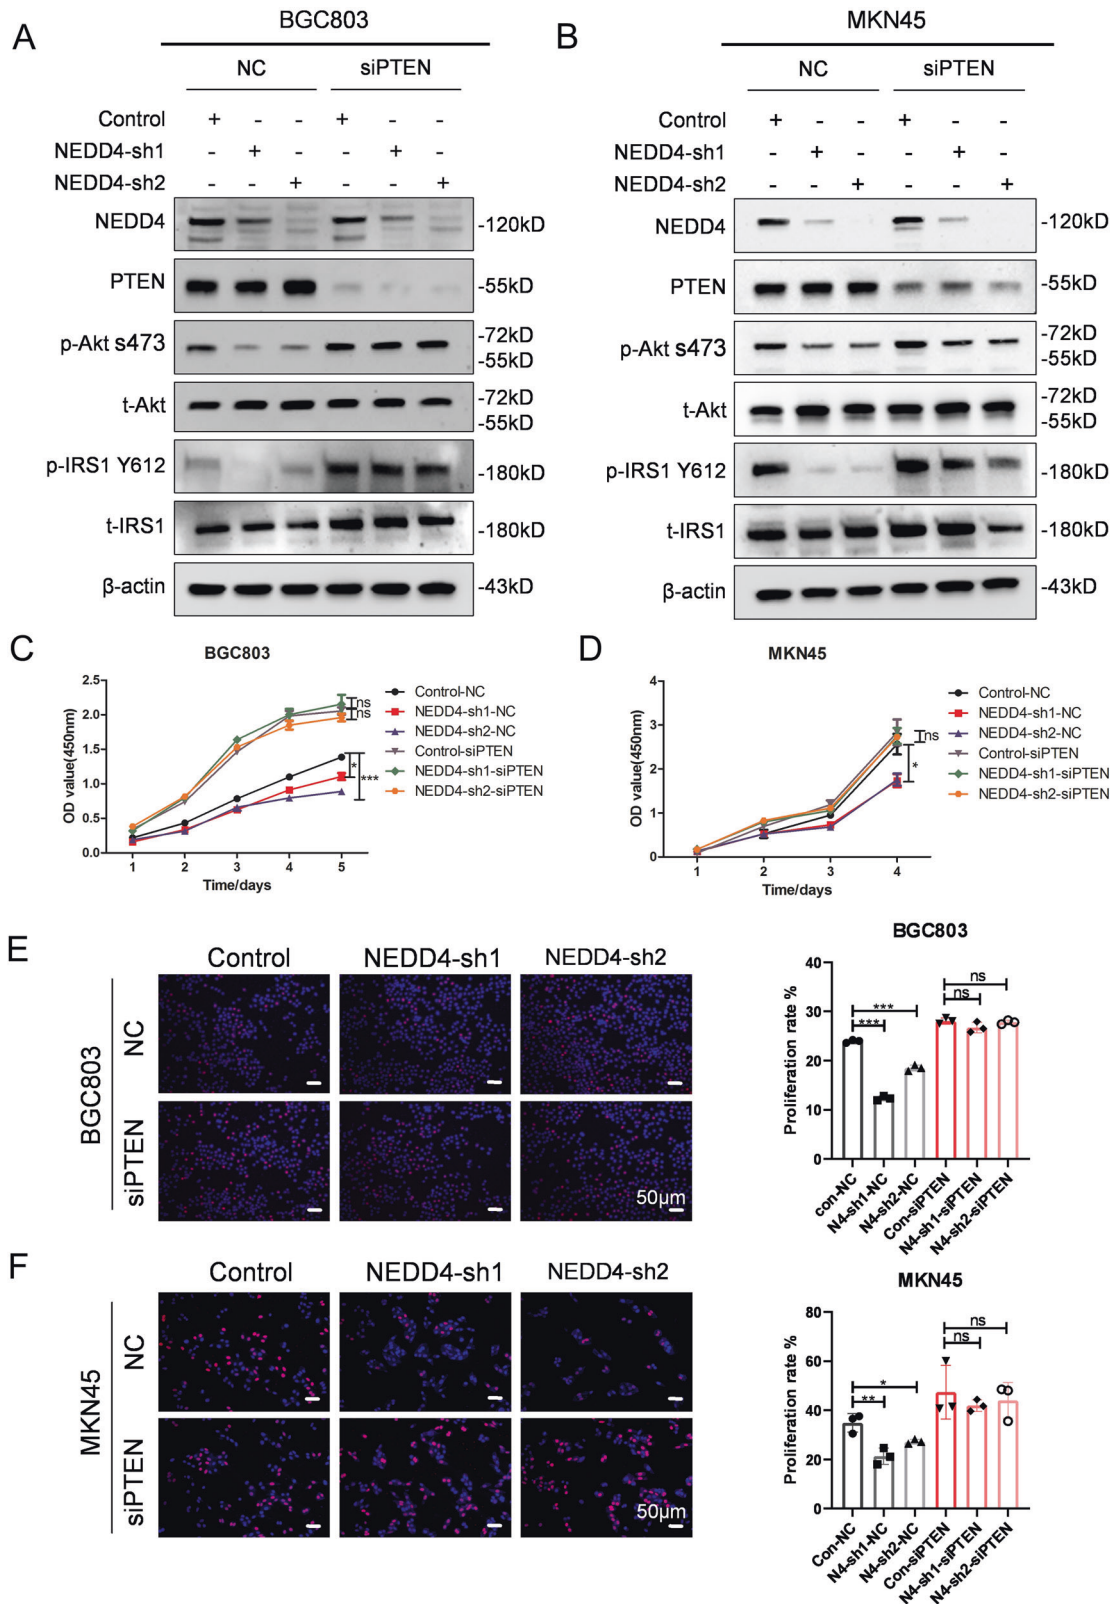 A
BGC803
NC siPTEN
Control + - - + - -
NEDD4-sh1 - + - - + -
NEDD4-sh2 - - + - - +
NEDD4 -120kD
PTEN -55kD
p-Akt s473 -72kD
-55kD
t-Akt -72kD
-55kD
p-IRS1 Y612 -180kD
t-IRS1 -180kD
β-actin -43kD
B
MKN45
NC siPTEN
Control + - - + - -
NEDD4-sh1 - + - - + -
NEDD4-sh2 - - + - - +
NEDD4 -120kD
PTEN -55kD
p-Akt s473 -72kD
-55kD
t-Akt -72kD
-55kD
p-IRS1 Y612 -180kD
t-IRS1 -180kD
β-actin -43kD
C
BGC803
OD value(450nm)
2.5
2.0
1.5
1.0
0.5
0.0
1 2 3 4 5
Time/days
ns
ns
*
***
Control-NC
NEDD4-sh1-NC
NEDD4-sh2-NC
Control-siPTEN
NEDD4-sh1-siPTEN
NEDD4-sh2-siPTEN
D
MKN45
OD value(450nm)
4
3
2
1
0
1 2 3 4
Time/days
ns
*
Control-NC
NEDD4-sh1-NC
NEDD4-sh2-NC
Control-siPTEN
NEDD4-sh1-siPTEN
NEDD4-sh2-siPTEN
E
Control NEDD4-sh1 NEDD4-sh2
BGC803
NC
siPTEN
50μm
BGC803
Proliferation rate %
40
30
20
10
0
***
***
ns
ns
con-NC
N4-sh1-NC
N4-sh2-NC
Con-siPTEN
N4-sh1-siPTEN
N4-sh2-siPTEN
F
Control NEDD4-sh1 NEDD4-sh2
MKN45
NC
siPTEN
50μm
MKN45
Proliferation rate %
80
60
40
20
0
*
**
ns
ns
Con-NC
N4-sh1-NC
N4-sh2-NC
Con-siPTEN
N4-sh1-siPTEN
N4-sh2-siPTEN